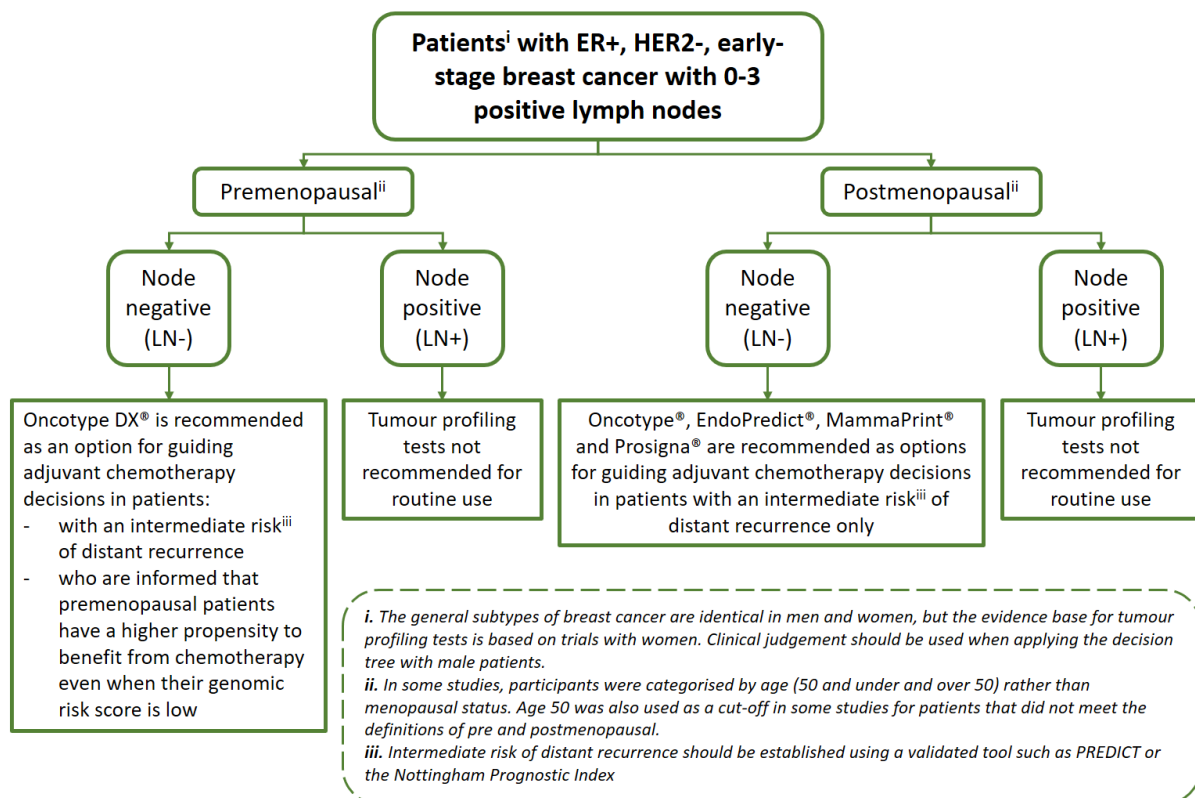 Patientsⁱ with ER+, HER2-, early-
stage breast cancer with 0-3
positive lymph nodes
Premenopausalⁱⁱ
Postmenopausalⁱⁱ
Node
negative
(LN-)
Node
positive
(LN+)
Node
negative
(LN-)
Node
positive
(LN+)
Oncotype DX® is recommended
as an option for guiding
adjuvant chemotherapy
decisions in patients:
- with an intermediate riskⁱⁱⁱ
of distant recurrence
- who are informed that
premenopausal patients
have a higher propensity to
benefit from chemotherapy
even when their genomic
risk score is low
Tumour profiling
tests not
recommended for
routine use
Oncotype®, EndoPredict®, MammaPrint®
and Prosigna® are recommended as options
for guiding adjuvant chemotherapy decisions
in patients with an intermediate riskⁱⁱⁱ of
distant recurrence only
Tumour profiling
tests not
recommended for
routine use
i. The general subtypes of breast cancer are identical in men and women, but the evidence base for tumour
profiling tests is based on trials with women. Clinical judgement should be used when applying the decision
tree with male patients.
ii. In some studies, participants were categorised by age (50 and under and over 50) rather than
menopausal status. Age 50 was also used as a cut-off in some studies for patients that did not meet the
definitions of pre and postmenopausal.
iii. Intermediate risk of distant recurrence should be established using a validated tool such as PREDICT or
the Nottingham Prognostic Index